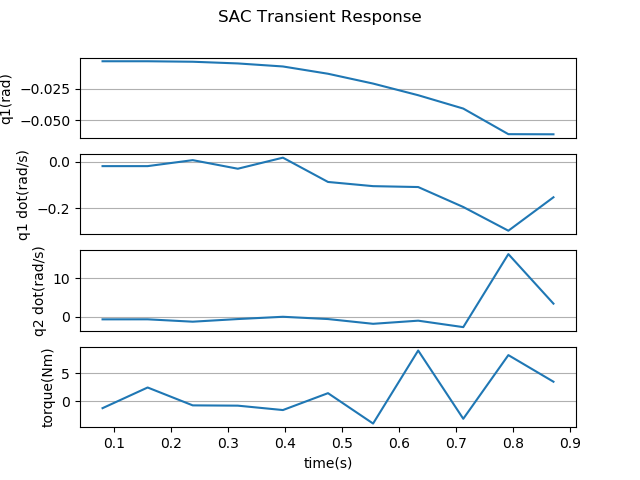 SAC Transient Response
q1(rad)
−0.025
−0.050
q1 dot(rad/s)
0.0
−0.2
q2 dot(rad/s)
10
0
torque(Nm)
5
0
0.1 0.2 0.3 0.4 0.5 0.6 0.7 0.8 0.9
time(s)